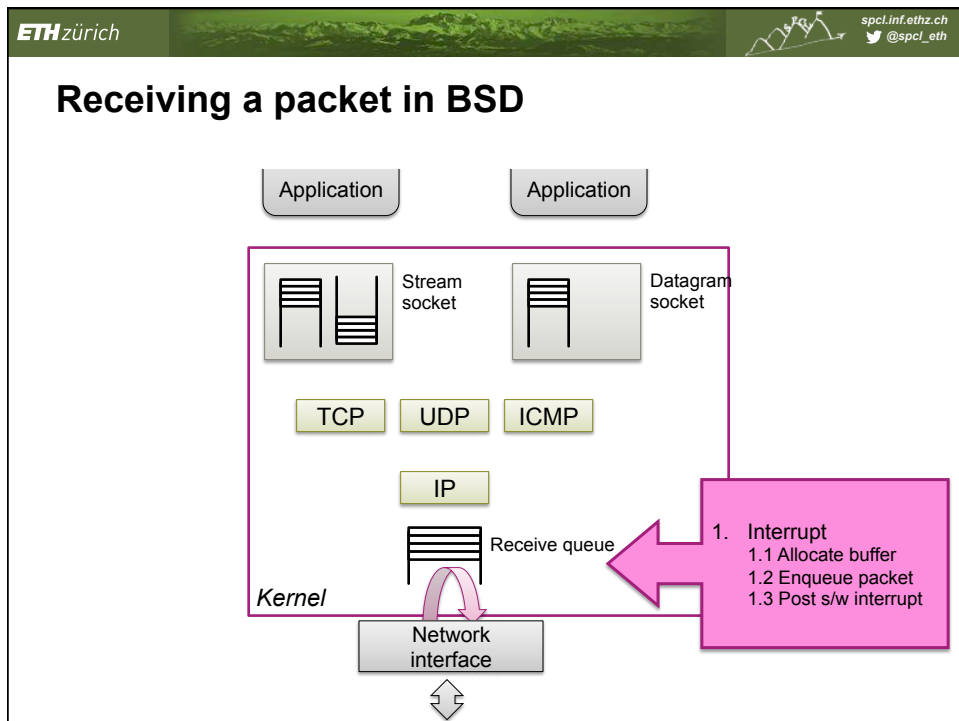 ETH zürich
spcl.inf.ethz.ch
@spcl_eth
Receiving a packet in BSD
Application
Application
Stream
socket
Datagram
socket
TCP
UDP
ICMP
IP
Receive queue
1. Interrupt
1.1 Allocate buffer
1.2 Enqueue packet
1.3 Post s/w interrupt
Kernel
Network
interface